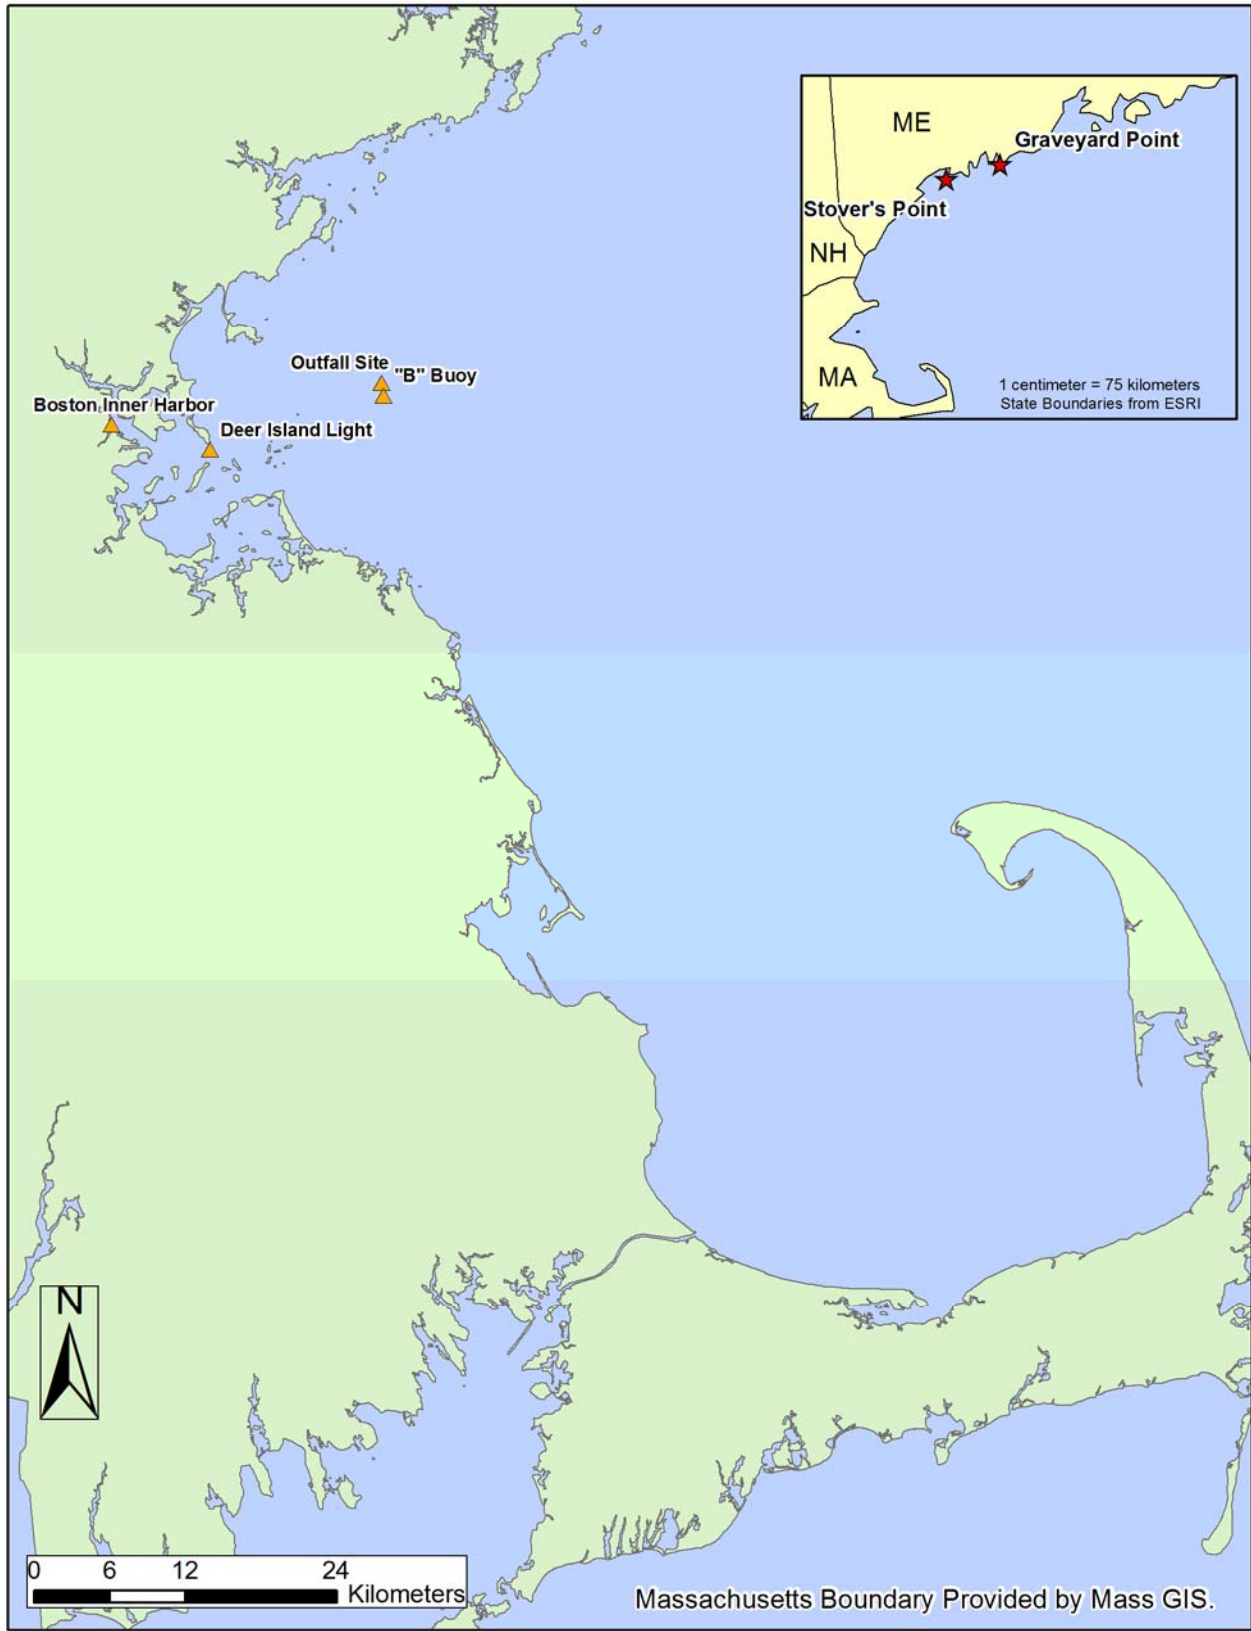 ME
Graveyard Point
Stover's Point
NH
MA
1 centimeter = 75 kilometers
State Boundaries from ESRI
Outfall Site
"B" Buoy
Boston Inner Harbor
Deer Island Light
N
0 6 12 24
Kilometers
Massachusetts Boundary Provided by Mass GIS.